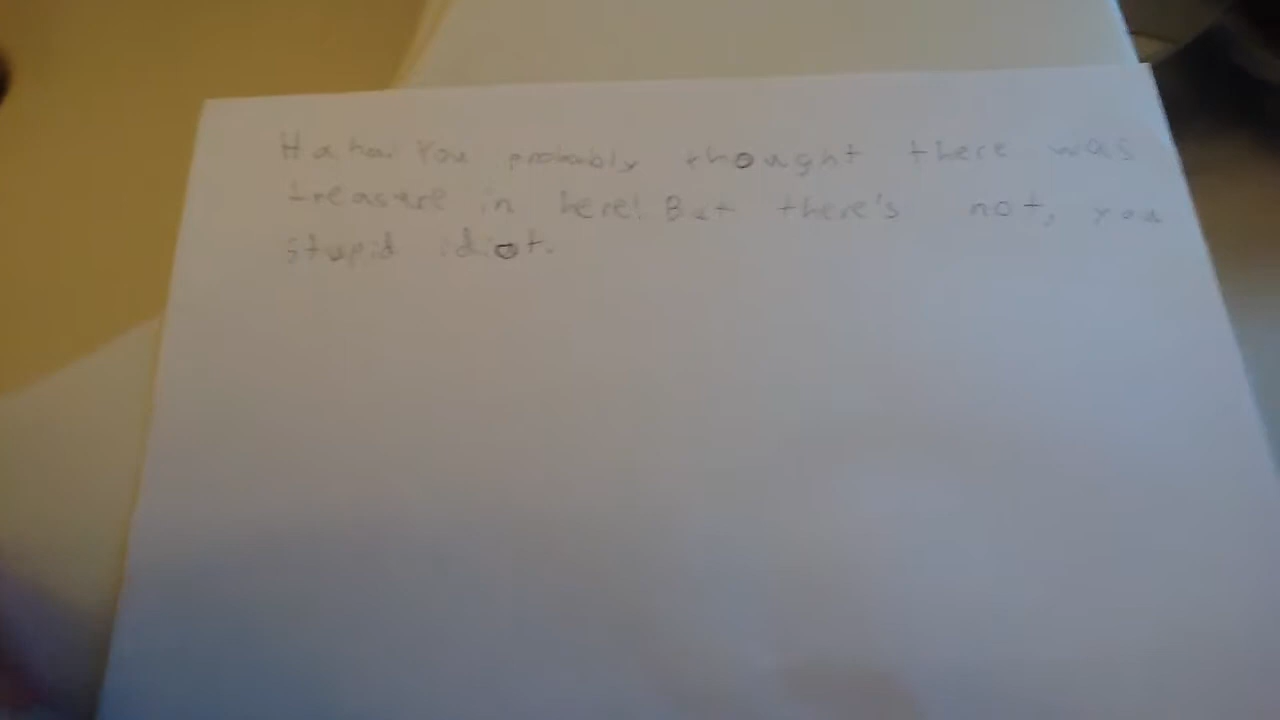 Haha! You probably thought there was
treasure in here! But there's not, you
stupid idiot.